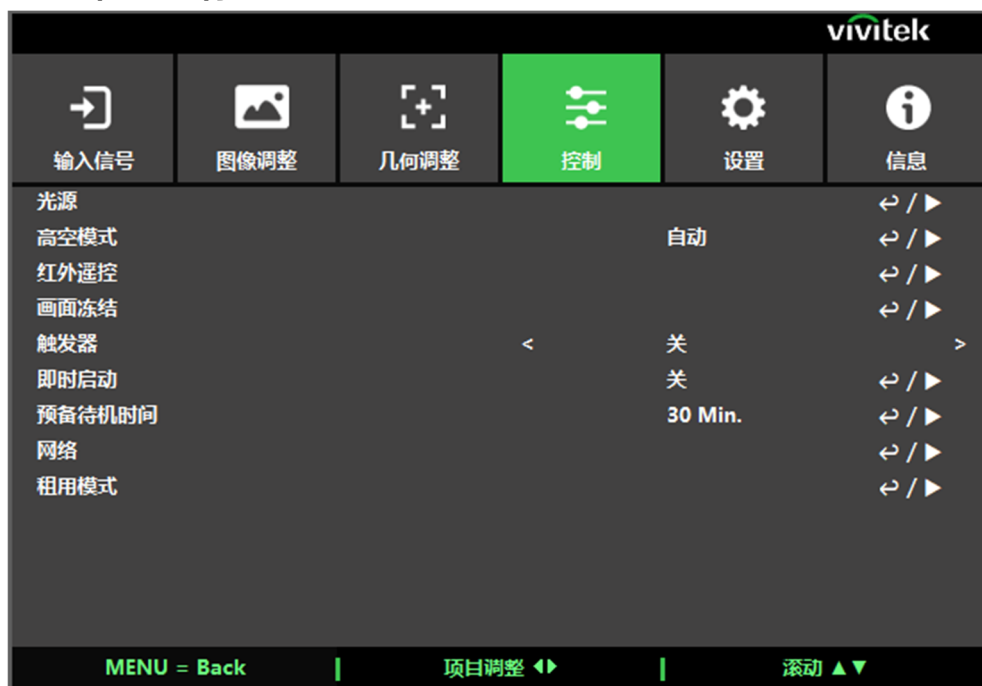 vivitek
输入信号 图像调整 几何调整 控制 设置 信息
光源 ↩ / ▶
高空模式 自动 ↩ / ▶
红外遥控 ↩ / ▶
画面冻结 ↩ / ▶
触发器 < 关 >
即时启动 关 ↩ / ▶
预备待机时间 30 Min. ↩ / ▶
网络 ↩ / ▶
租用模式 ↩ / ▶
MENU = Back | 项目调整 ◀▶ | 滚动 ▲▼